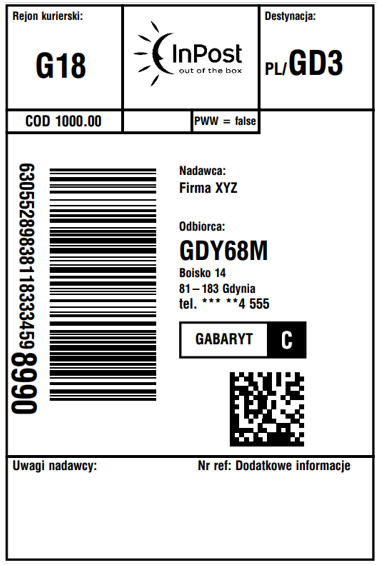 Rejon kurierski:
G18
InPost
out of the box
Destynacja:
PL/GD3
COD 1000.00
PWW = false
630552898381183334598990
Nadawca:
Firma XYZ
Odbiorca:
GDY68M
Boisko 14
81-183 Gdynia
tel. *** **4 555
GABARYT C
Uwagi nadawcy:
Nr ref: Dodatkowe informacje